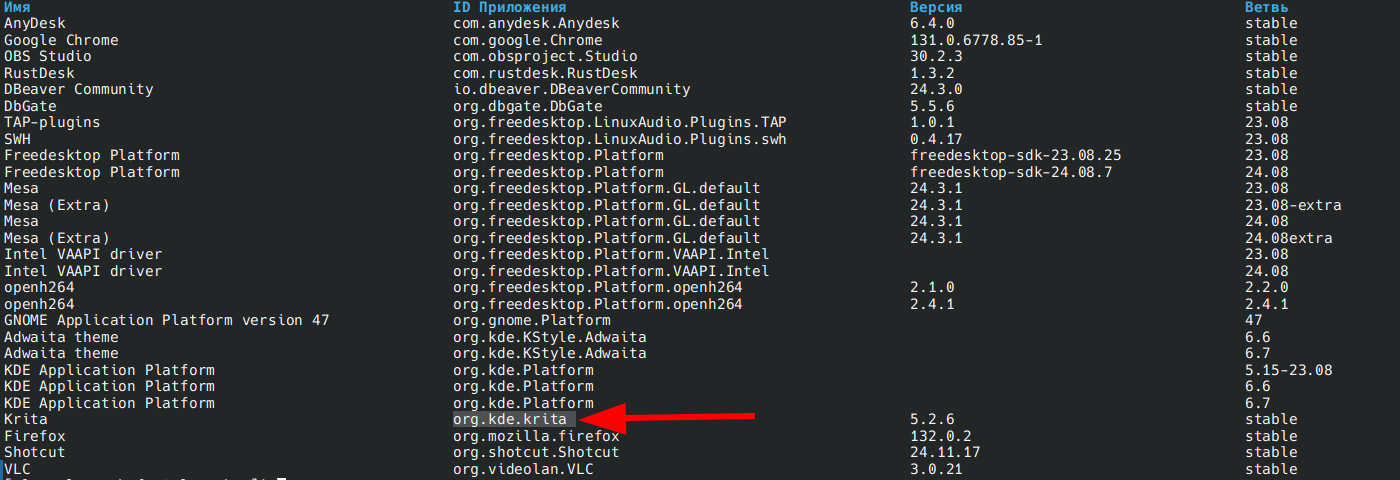 Имя ID Приложения Версия Ветвь
AnyDesk com.anydesk.Anydesk 6.4.0 stable
Google Chrome com.google.Chrome 131.0.6778.85-1 stable
OBS Studio com.obsproject.Studio 30.2.3 stable
RustDesk com.rustdesk.RustDesk 1.3.2 stable
DBeaver Community io.dbeaver.DBeaverCommunity 24.3.0 stable
DbGate org.dbgate.DbGate 5.5.6 stable
TAP-plugins org.freedesktop.LinuxAudio.Plugins.TAP 1.0.1 23.08
SWH org.freedesktop.LinuxAudio.Plugins.swh 0.4.17 23.08
Freedesktop Platform org.freedesktop.Platform freedesktop-sdk-23.08.25 23.08
Freedesktop Platform org.freedesktop.Platform freedesktop-sdk-24.08.7 24.08
Mesa org.freedesktop.Platform.GL.default 24.3.1 23.08
Mesa (Extra) org.freedesktop.Platform.GL.default 24.3.1 23.08-extra
Mesa org.freedesktop.Platform.GL.default 24.3.1 24.08
Mesa (Extra) org.freedesktop.Platform.GL.default 24.3.1 24.08extra
Intel VAAPI driver org.freedesktop.Platform.VAAPI.Intel 23.08
Intel VAAPI driver org.freedesktop.Platform.VAAPI.Intel 24.08
openh264 org.freedesktop.Platform.openh264 2.1.0 2.2.0
openh264 org.freedesktop.Platform.openh264 2.4.1 2.4.1
GNOME Application Platform version 47 org.gnome.Platform 47
Adwaita theme org.kde.KStyle.Adwaita 6.6
Adwaita theme org.kde.KStyle.Adwaita 6.7
KDE Application Platform org.kde.Platform 5.15-23.08
KDE Application Platform org.kde.Platform 6.6
KDE Application Platform org.kde.Platform 6.7
Krita org.kde.krita 5.2.6 stable
Firefox org.mozilla.firefox 132.0.2 stable
Shotcut org.shotcut.Shotcut 24.11.17 stable
VLC org.videolan.VLC 3.0.21 stable